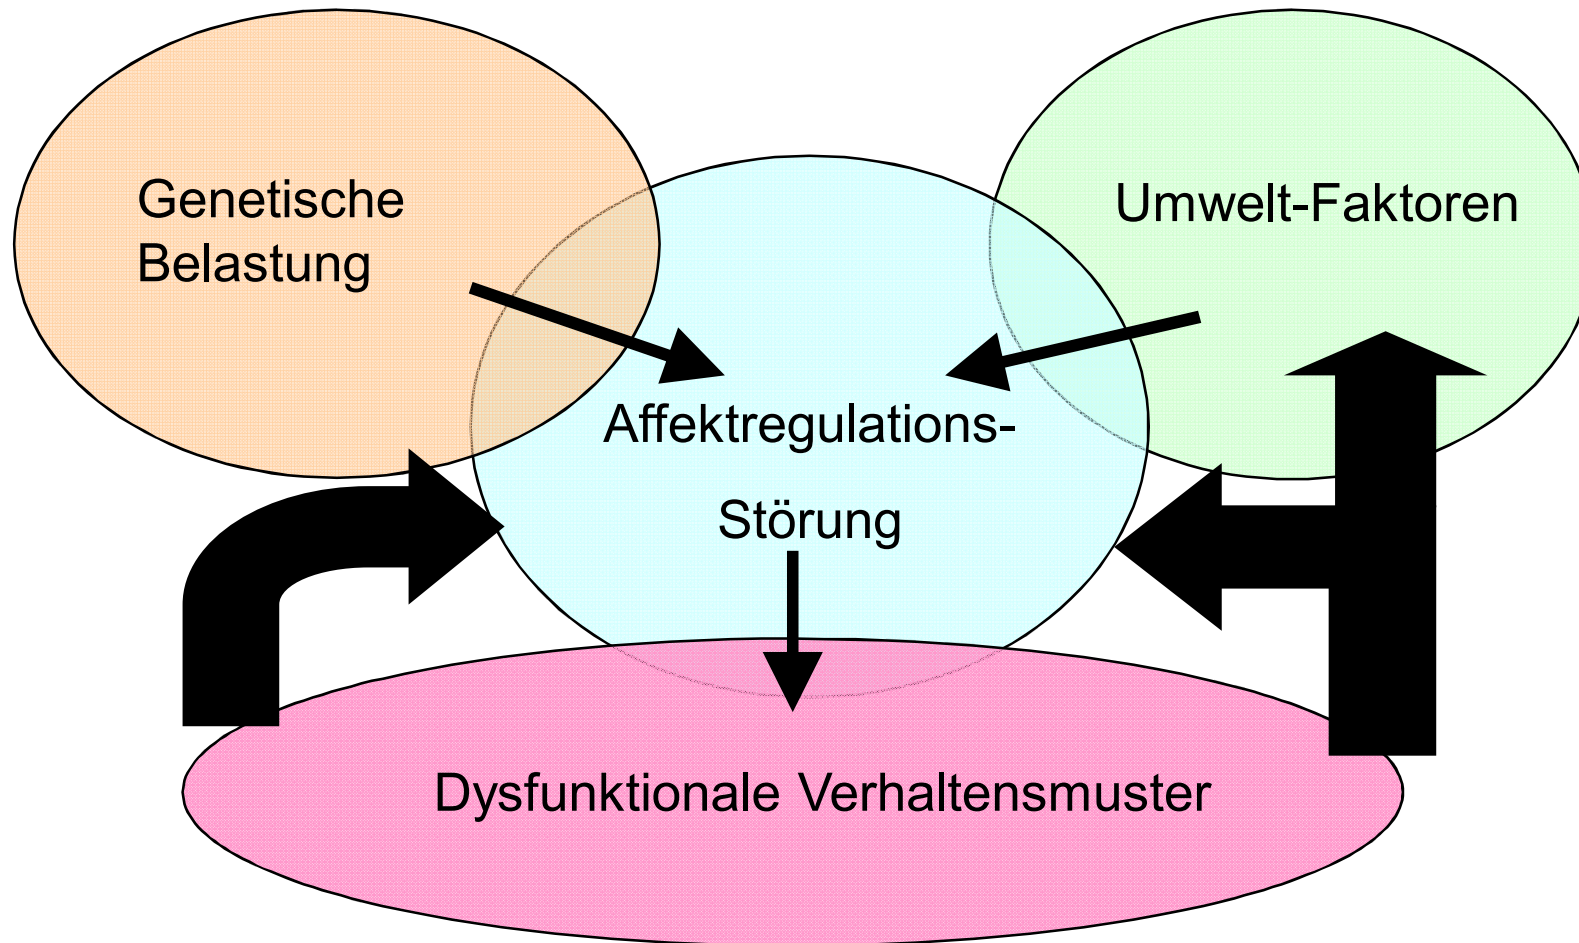 Genetische
Belastung
Umwelt-Faktoren
Affektregulations-
Störung
Dysfunktionale Verhaltensmuster